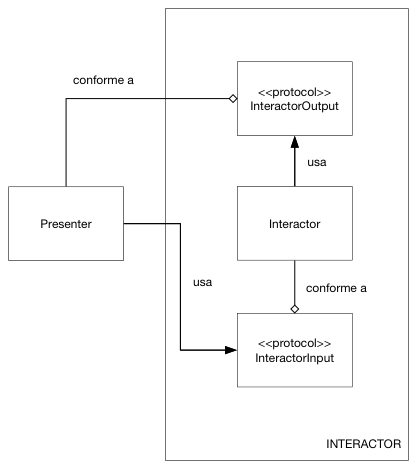 conforme a
<<protocol>>
InteractorOutput
usa
Presenter
Interactor
usa
conforme a
<<protocol>>
InteractorInput
INTERACTOR